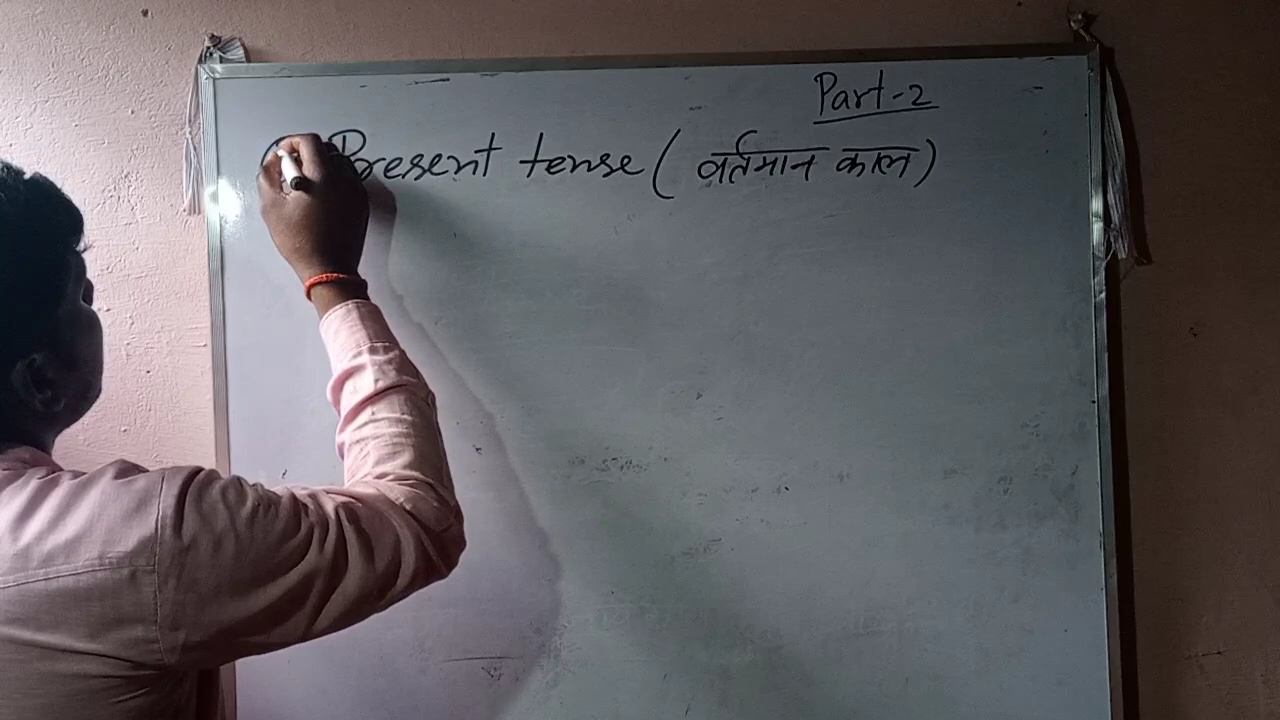 Part-2
Present tense ( वर्तमान काल )